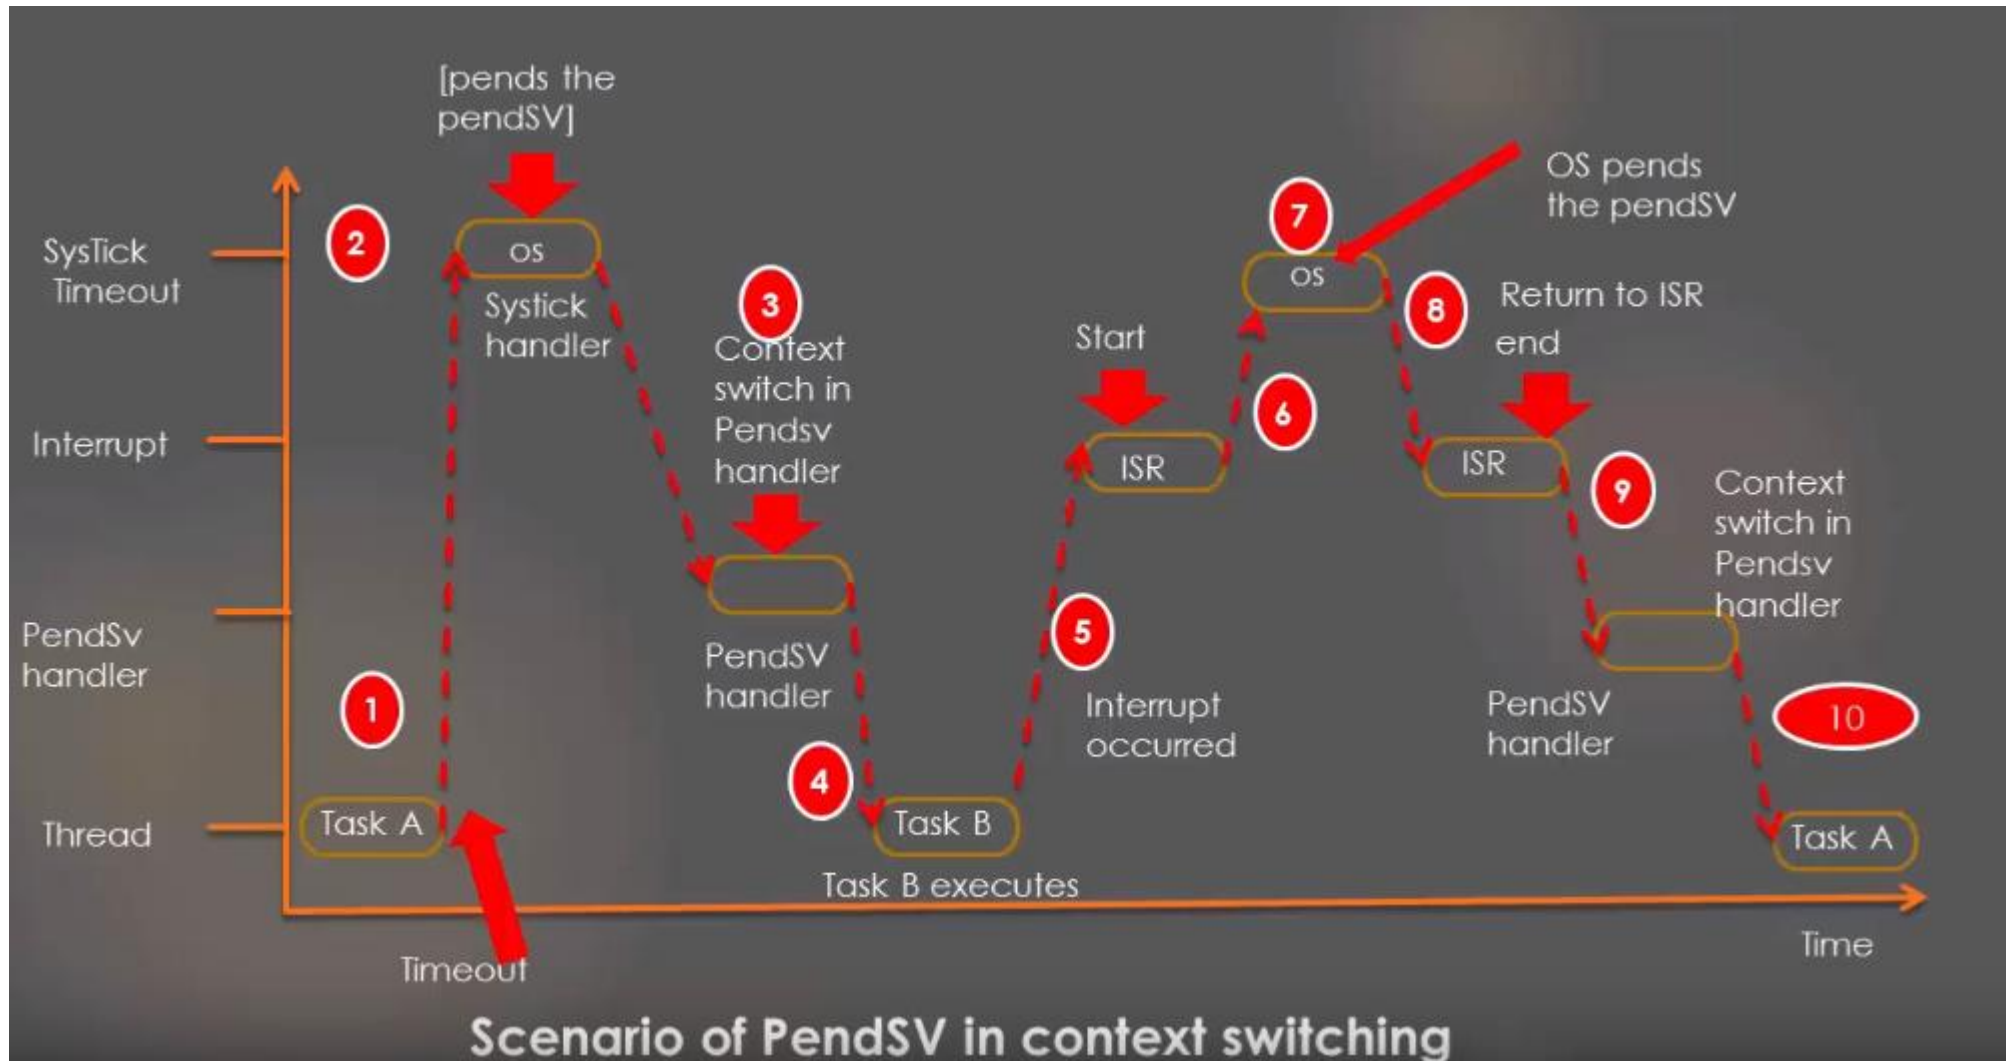 [pends the
pendSV]
OS pends
the pendSV
7
2
SysTick
Timeout
os
os
3
8
Return to ISR
end
Systick
handler
Start
Context
switch in
Pendsv
handler
6
Interrupt
ISR
ISR
9
Context
switch in
Pendsv
handler
PendSv
handler
5
PendSV
handler
1
Interrupt
occurred
PendSV
handler
10
4
Thread
Task A
Task B
Task A
Task B executes
Timeout
Time
Scenario of PendSV in context switching